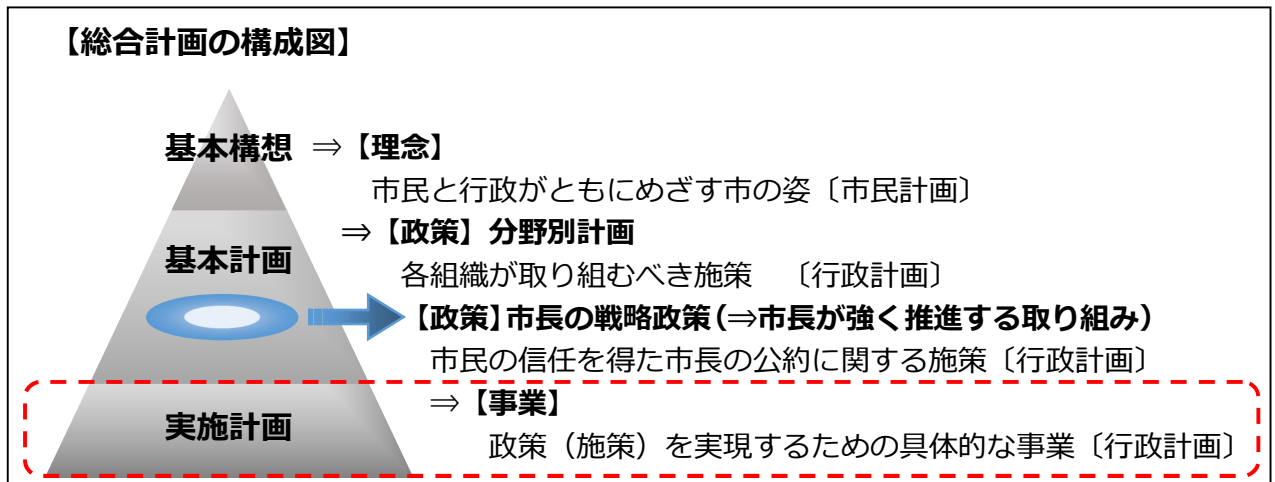 【総合計画の構成図】
基本構想 ⇒【理念】
市民と行政がともにめざす市の姿〔市民計画〕
⇒【政策】分野別計画
基本計画
各組織が取り組むべき施策 〔行政計画〕
【政策】市長の戦略政策(⇒市長が強く推進する取り組み)
市民の信任を得た市長の公約に関する施策〔行政計画〕
⇒【事業】
実施計画
政策(施策)を実現するための具体的な事業〔行政計画〕